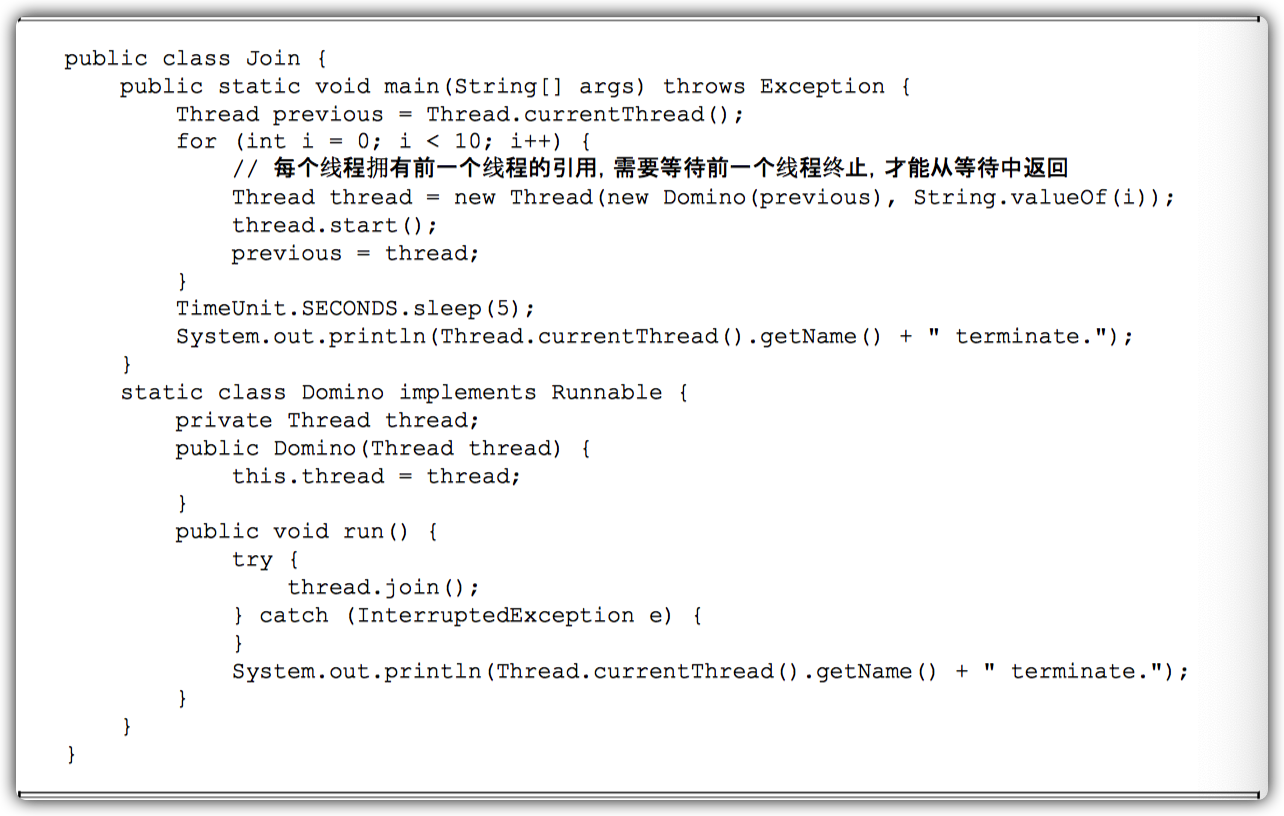 public class Join {
    public static void main(String[] args) throws Exception {
        Thread previous = Thread.currentThread();
        for (int i = 0; i < 10; i++) {
            // 每个线程拥有前一个线程的引用, 需要等待前一个线程终止, 才能从等待中返回
            Thread thread = new Thread(new Domino(previous), String.valueOf(i));
            thread.start();
            previous = thread;
        }
        TimeUnit.SECONDS.sleep(5);
        System.out.println(Thread.currentThread().getName() + " terminate.");
    }
    static class Domino implements Runnable {
        private Thread thread;
        public Domino(Thread thread) {
            this.thread = thread;
        }
        public void run() {
            try {
                thread.join();
            } catch (InterruptedException e) {
            }
            System.out.println(Thread.currentThread().getName() + " terminate.");
        }
    }
}